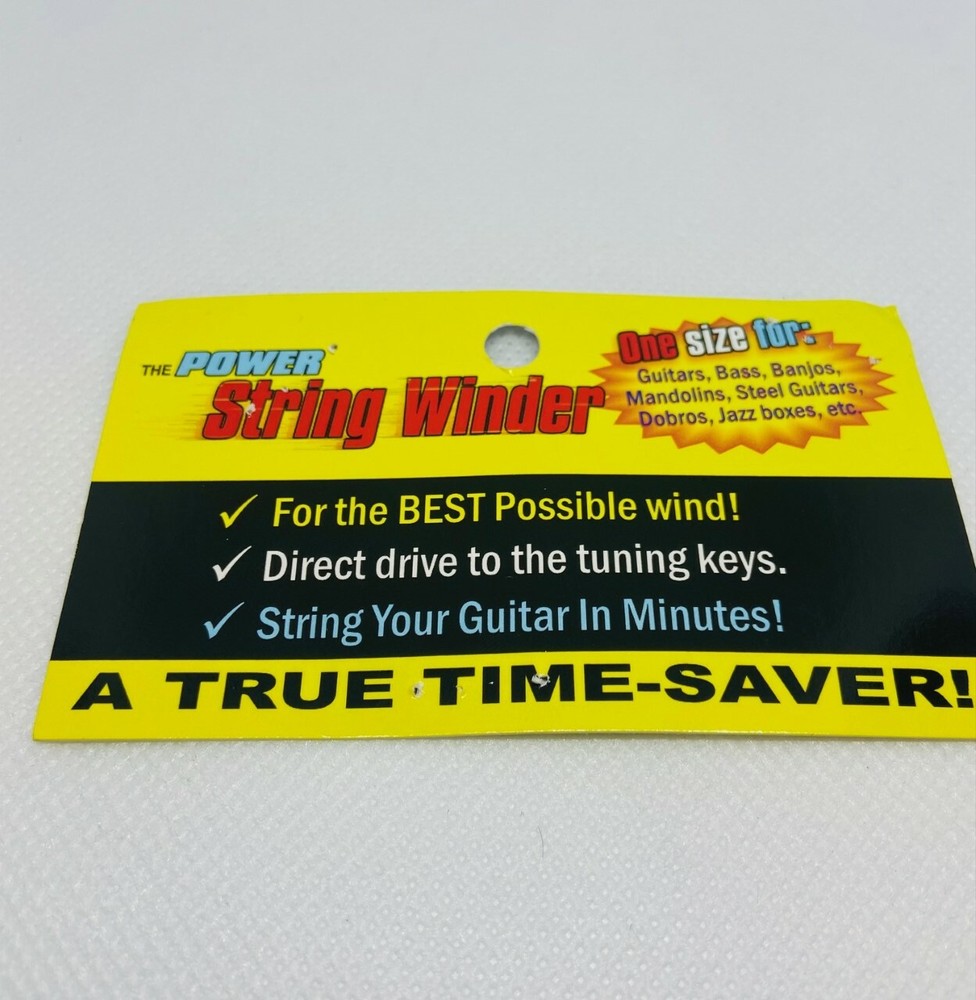 THE POWER
String Winder
One size for:
Guitars, Bass, Banjos,
Mandolins, Steel Guitars,
Dobros, Jazz boxes, etc.
✓ For the BEST Possible wind!
✓ Direct drive to the tuning keys.
✓ String Your Guitar In Minutes!
A TRUE TIME-SAVER!